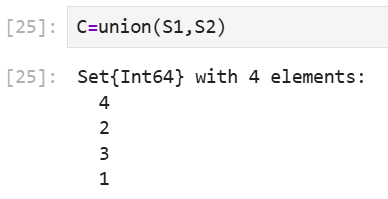 [25]: C=union(S1,S2)
[25]: Set{Int64} with 4 elements:
4
2
3
1